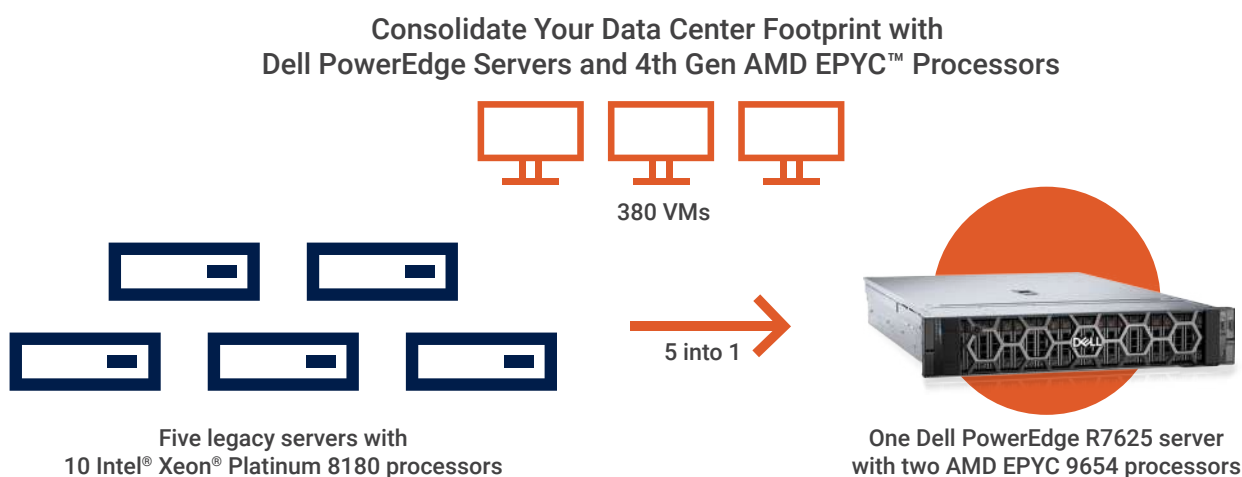 Consolidate Your Data Center Footprint with
Dell PowerEdge Servers and 4th Gen AMD EPYC™ Processors
380 VMs
5 into 1
DELL
Five legacy servers with
10 Intel® Xeon® Platinum 8180 processors
One Dell PowerEdge R7625 server
with two AMD EPYC 9654 processors